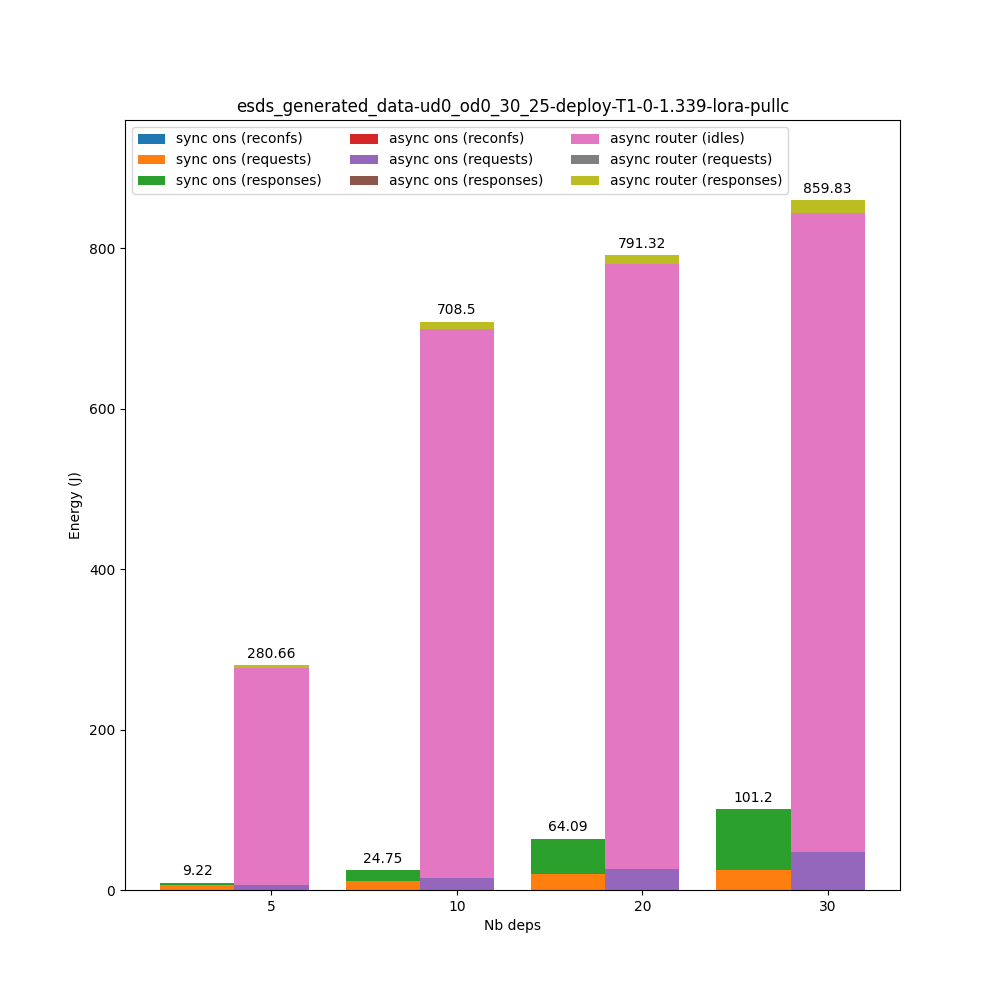 esds_generated_data-ud0_od0_30_25-deploy-T1-0-1.339-lora-pullc
sync ons (reconfs)
sync ons (requests)
sync ons (responses)
async ons (reconfs)
async ons (requests)
async ons (responses)
async router (idles)
async router (requests)
async router (responses)
859.83
791.32
708.5
280.66
101.2
64.09
24.75
9.22
800
600
400
200
0
Energy (J)
5 10 20 30
Nb deps